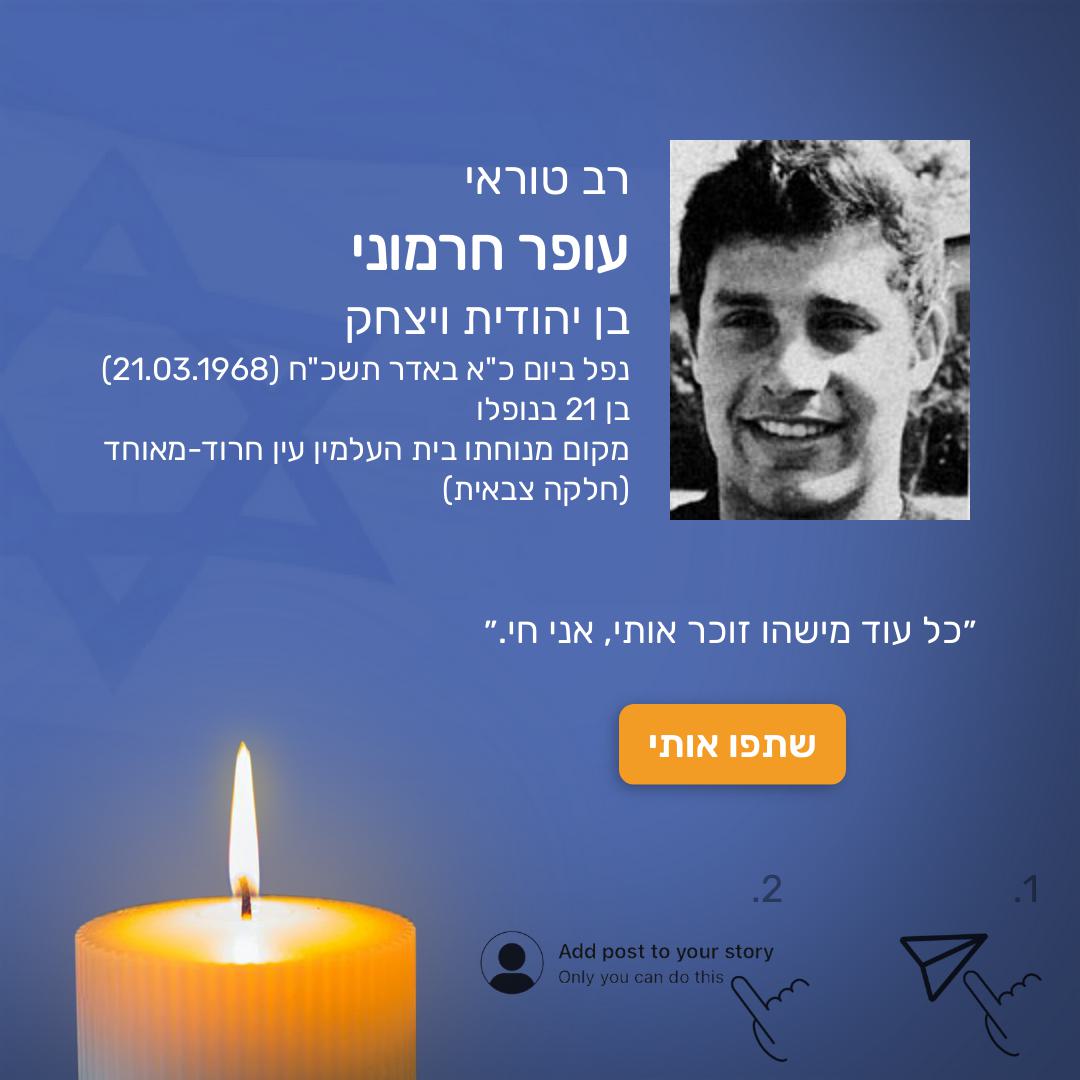 רב טוראי
עופר חרמוני
בן יהודית ויצחק
נפל ביום כ"א באדר תשכ"ח (21.03.1968)
בן 21 בנופלו
מקום מנוחתו בית העלמין עין חרוד-מאוחד
(חלקה צבאית)
״כל עוד מישהו זוכר אותי, אני חי.״
שתפו אותי
.1
.2
Add post to your story
Only you can do this